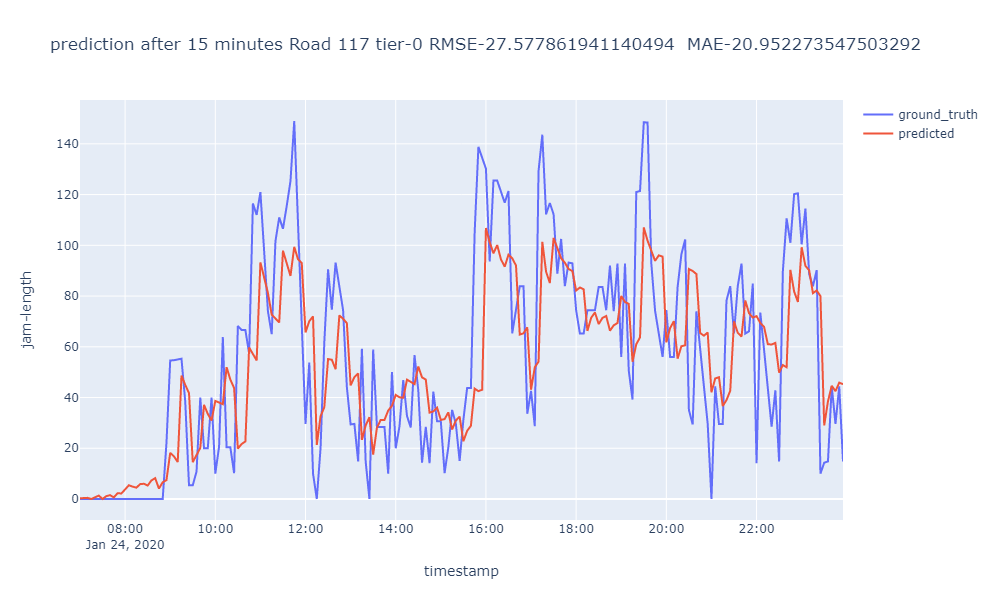 prediction after 15 minutes Road 117 tier-0 RMSE-27.577861941140494 MAE-20.952273547503292
ground_truth
predicted
jam-length
140
120
100
80
60
40
20
0
08:00 10:00 12:00 14:00 16:00 18:00 20:00 22:00
Jan 24, 2020
timestamp